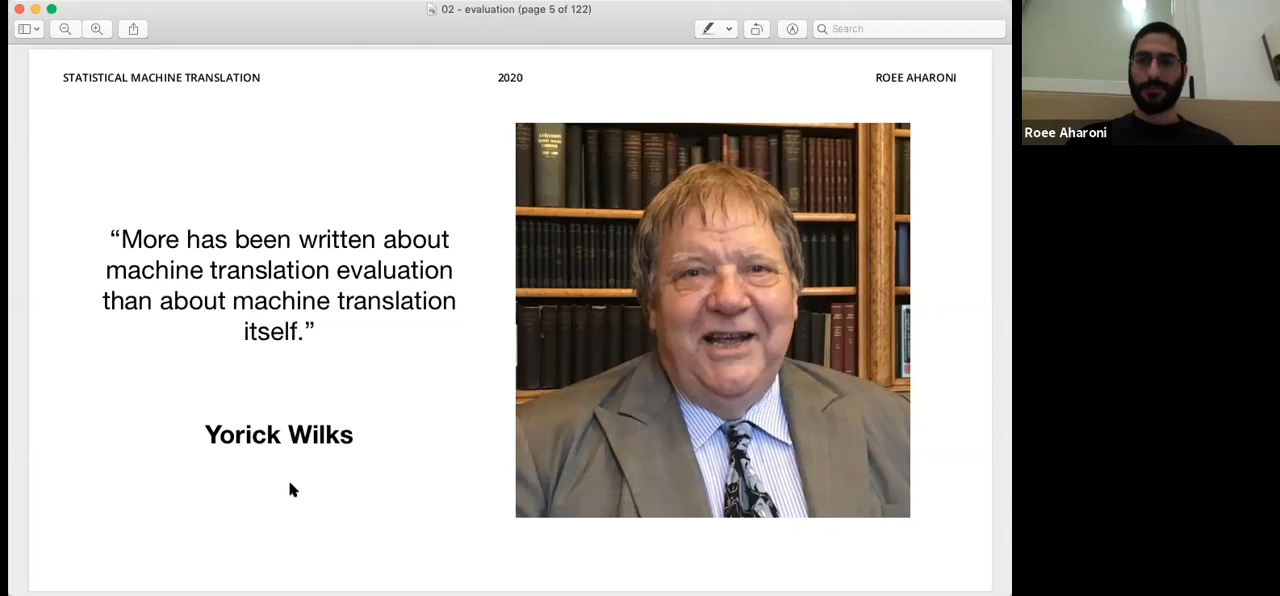 02 - evaluation (page 5 of 122)
Search
STATISTICAL MACHINE TRANSLATION
2020
ROEE AHARONI
Roee Aharoni
“More has been written about
machine translation evaluation
than about machine translation
itself.”
Yorick Wilks